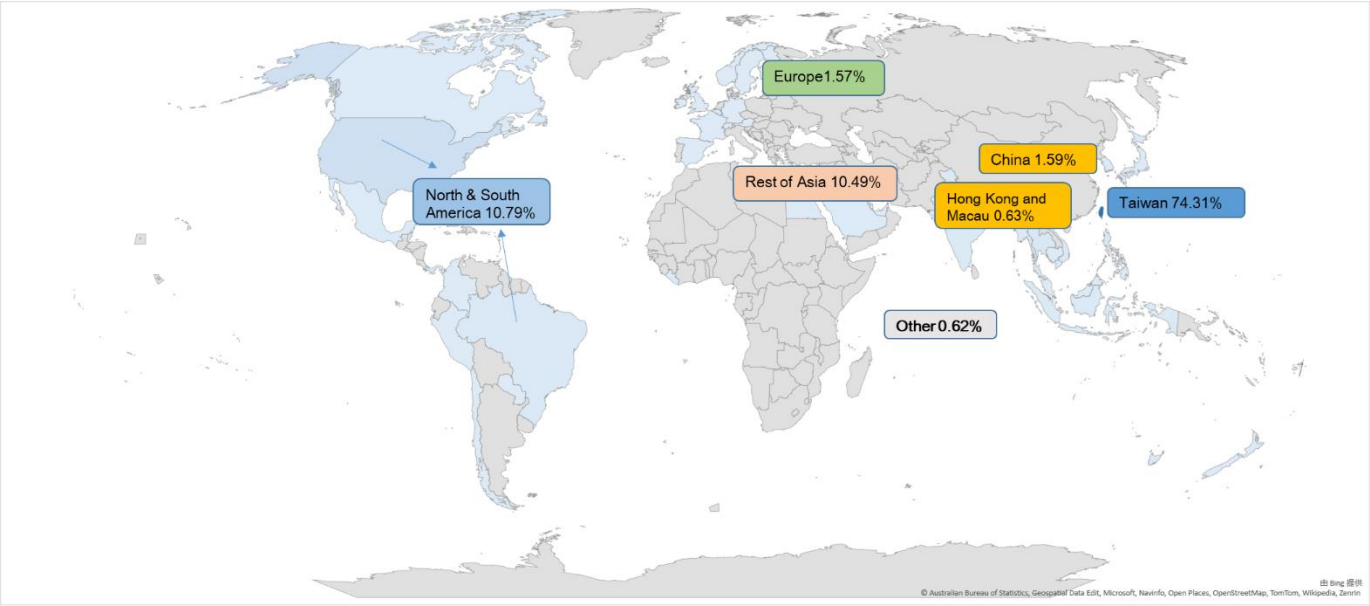 Europe1.57%
China 1.59%
Rest of Asia 10.49%
North & South
America 10.79%
Hong Kong and
Macau 0.63%
Taiwan 74.31%
Other 0.62%
由 Bing 提供
© Australian Bureau of Statistics, Geospatial Data Edit, Microsoft, Navinfo, Open Places, OpenStreetMap, TomTom, Wikipedia, Zenrin